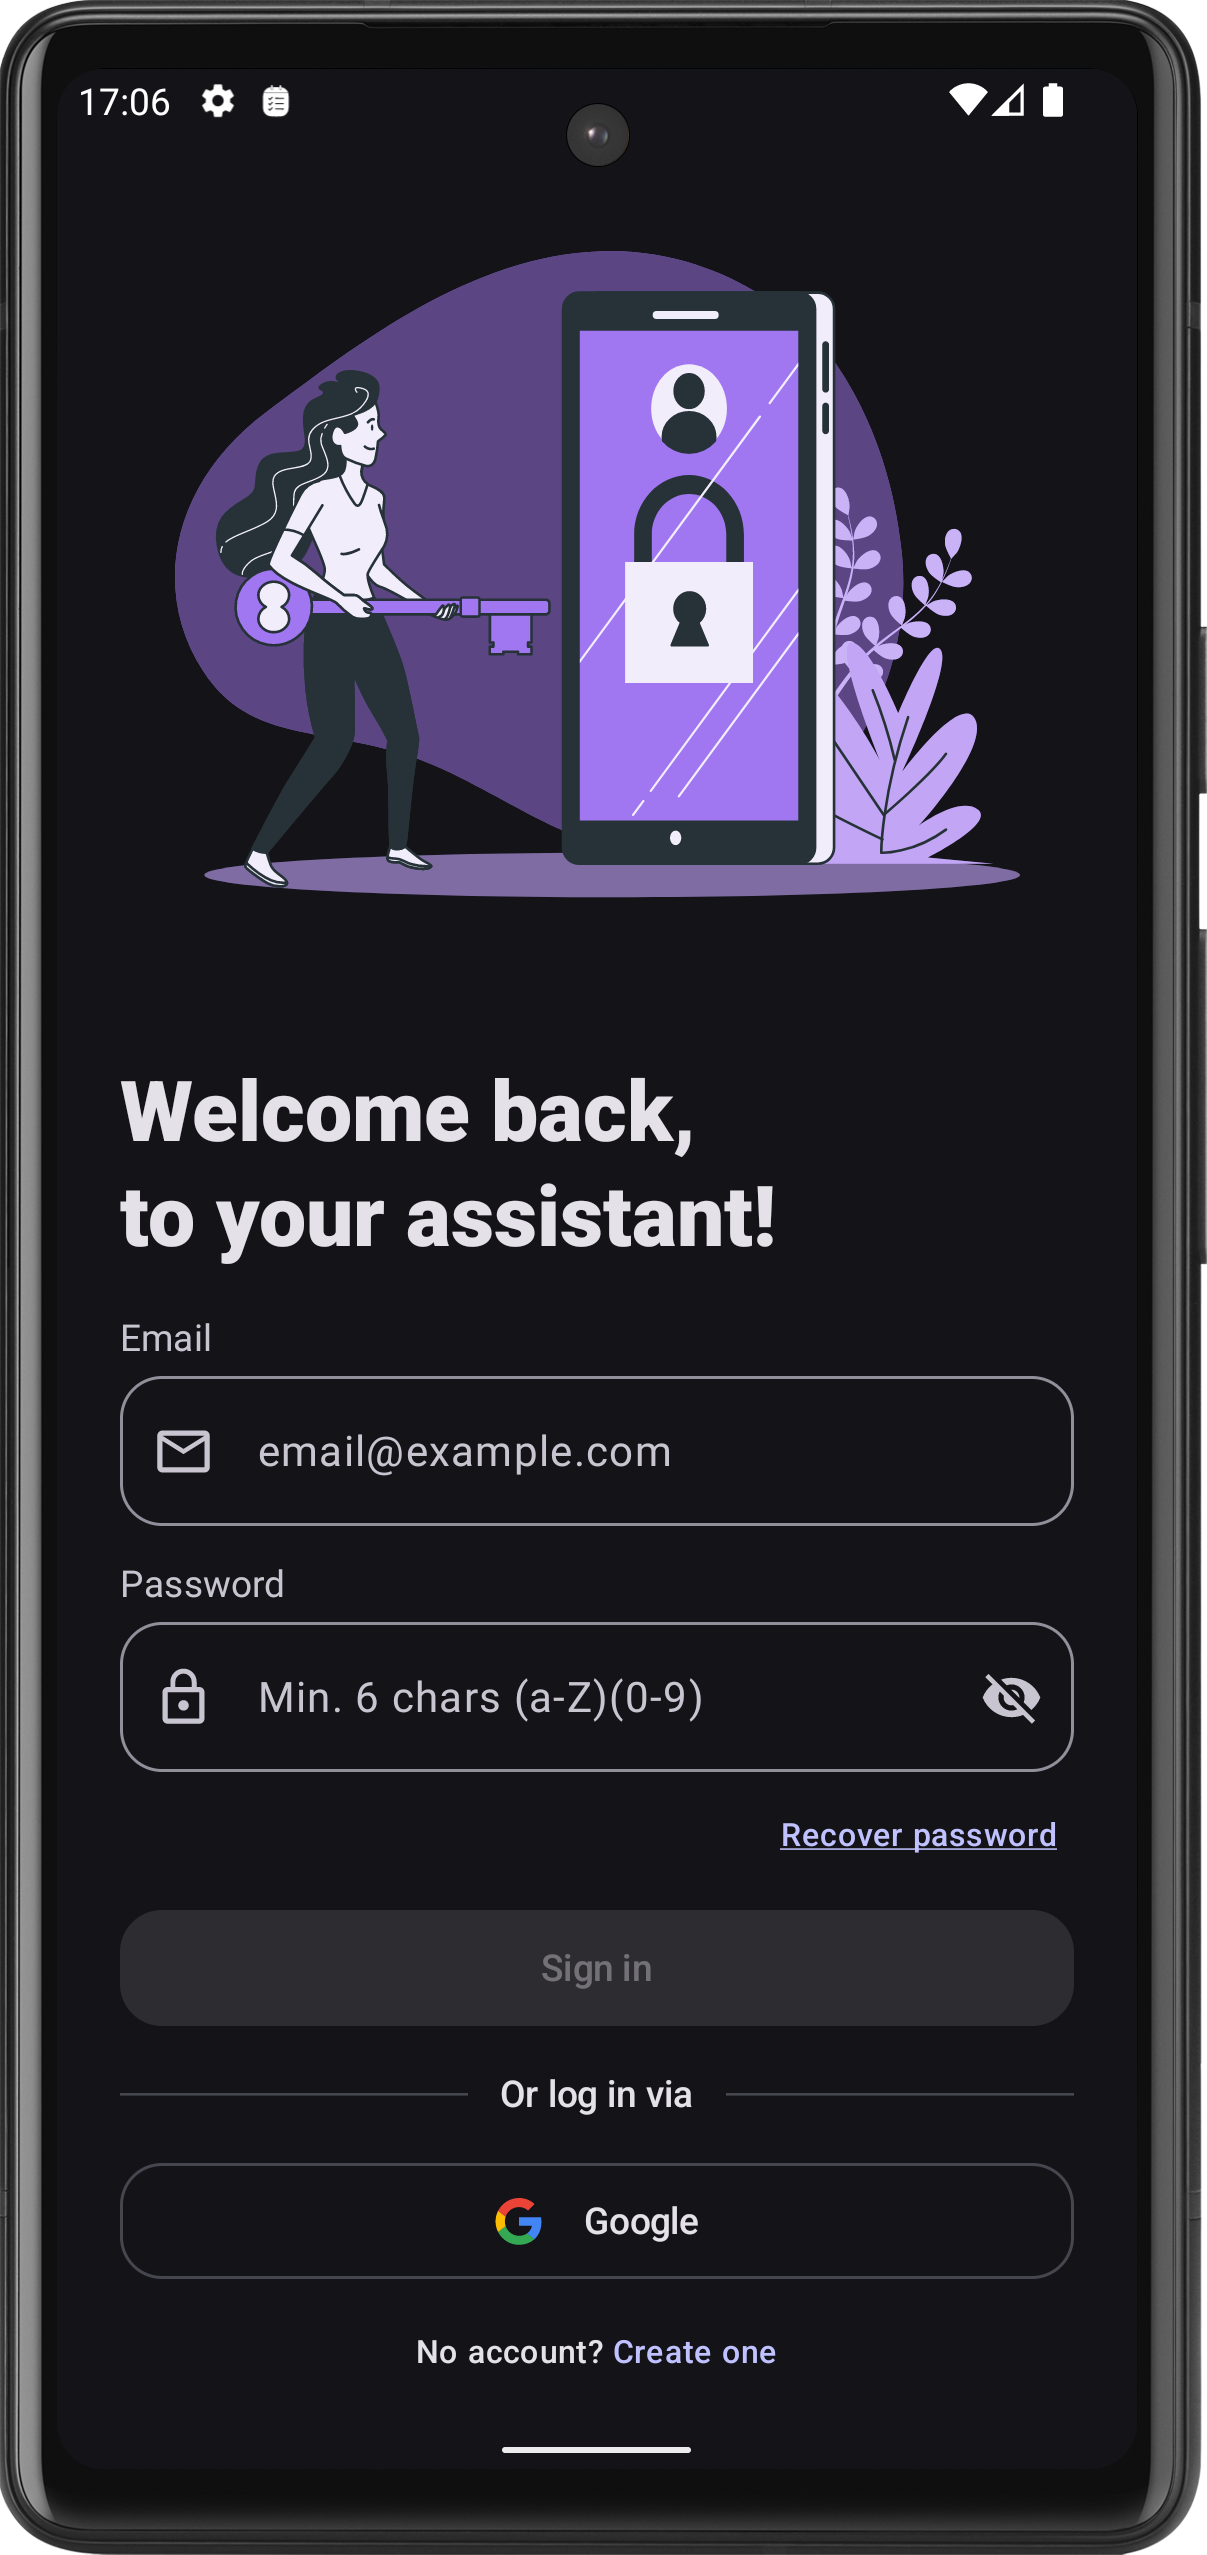 17:06
Welcome back,
to your assistant!
Email
email@example.com
Password
Min. 6 chars (a-Z)(0-9)
Recover password
Sign in
Or log in via
Google
No account? Create one